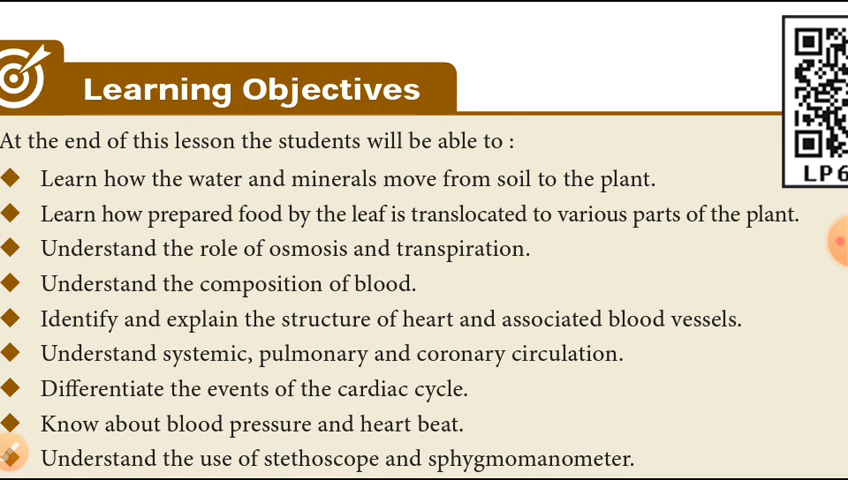 Learning Objectives
At the end of this lesson the students will be able to :
Learn how the water and minerals move from soil to the plant.
LP6
Learn how prepared food by the leaf is translocated to various parts of the plant.
Understand the role of osmosis and transpiration.
Understand the composition of blood.
Identify and explain the structure of heart and associated blood vessels.
Understand systemic, pulmonary and coronary circulation.
Differentiate the events of the cardiac cycle.
Know about blood pressure and heart beat.
Understand the use of stethoscope and sphygmomanometer.